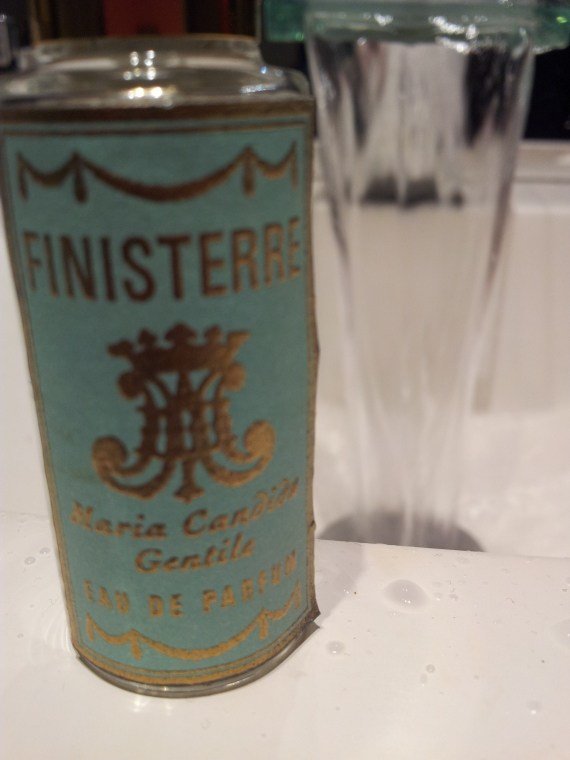 FINISTERRE
Maria Candida
Gentile
EAU DE PARFUM